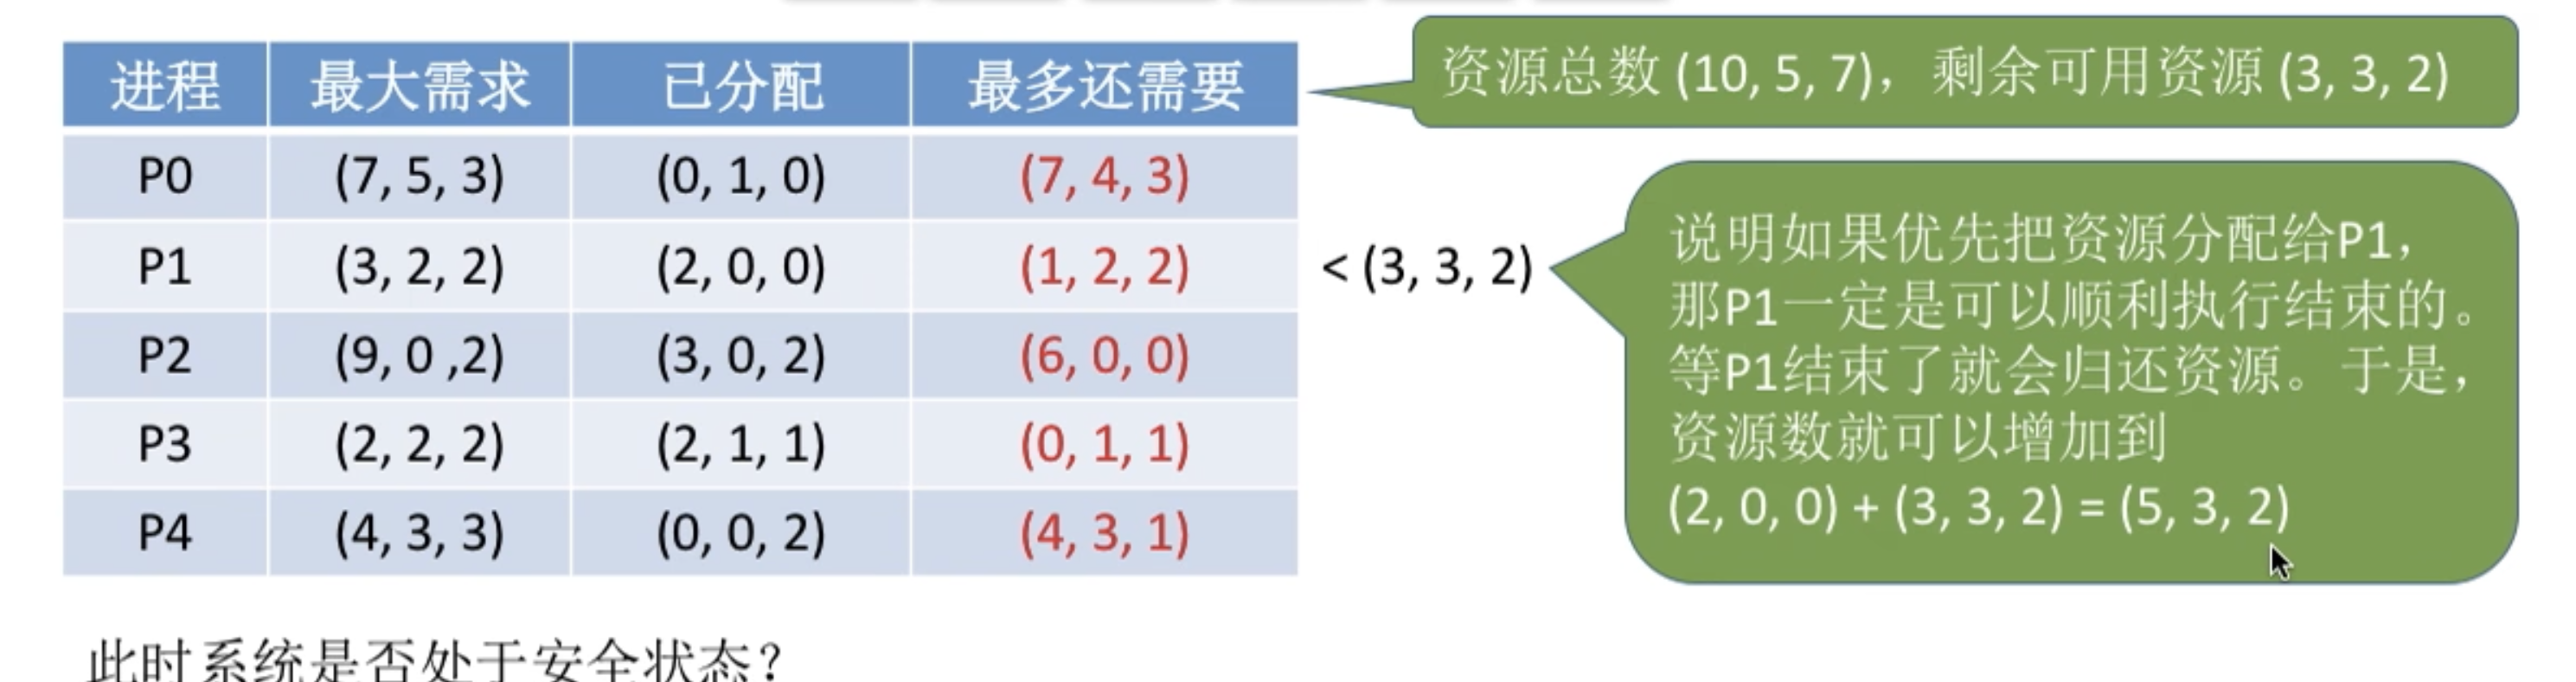 进程 最大需求 已分配 最多还需要
资源总数 (10, 5, 7)，剩余可用资源 (3, 3, 2)
P0 (7, 5, 3) (0, 1, 0) (7, 4, 3)
P1 (3, 2, 2) (2, 0, 0) (1, 2, 2) < (3, 3, 2)
P2 (9, 0 ,2) (3, 0, 2) (6, 0, 0)
P3 (2, 2, 2) (2, 1, 1) (0, 1, 1)
P4 (4, 3, 3) (0, 0, 2) (4, 3, 1)
说明如果优先把资源分配给P1，
那P1一定是可以顺利执行结束的。
等P1结束了就会归还资源。于是，
资源数就可以增加到
(2, 0, 0) + (3, 3, 2) = (5, 3, 2)
此时系统是否处于安全状态？